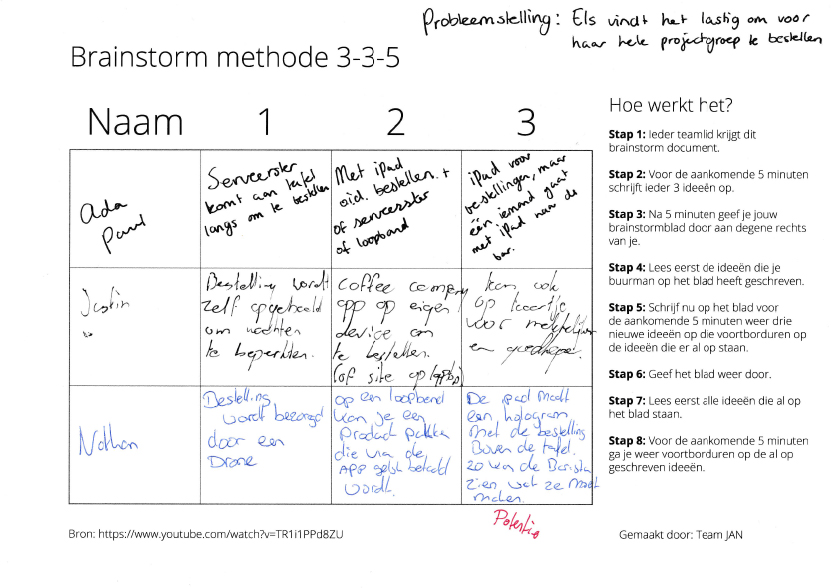 Probleemstelling: Els vindt het lastig om voor
haar hele projectgroep te bestellen
Brainstorm methode 3-3-5
Naam 1 2 3
Ada
Paul
Serveerster
komt aan tafel
langs om te bestellen
Met iPad
o.i.d. bestellen. +
of serveerster
of loopband
iPad voor
bestellingen, maar
één iemand gaat
met iPad naar de
bar.
Justin
Bestelling wordt
zelf opgehaald
om wachten
te beperken.
Coffee company
app op eigen
device om
te bestellen.
(of site op laptop)
kan ook
op kaartje
voor makkelijker
en goedkoper.
Nathan
Bestelling
wordt bezorgd
door een
Drone
op een loopband
kan je een
Product pakken
die via de
APP gelijk betaald
wordt.
De ipad maakt
een hologram
met de bestelling
Boven de tafel.
zo kan de Barista
zien wat ze moet
maken.
Potentie
Hoe werkt het?
Stap 1: Ieder teamlid krijgt dit
brainstorm document.
Stap 2: Voor de aankomende 5 minuten
schrijft ieder 3 ideeën op.
Stap 3: Na 5 minuten geef je jouw
brainstormblad door aan degene rechts
van je.
Stap 4: Lees eerst de ideeën die je
buurman op het blad heeft geschreven.
Stap 5: Schrijf nu op het blad voor
de aankomende 5 minuten weer drie
nieuwe ideeën op die voortborduren op
de ideeën die er al op staan.
Stap 6: Geef het blad weer door.
Stap 7: Lees eerst alle ideeën die al op
het blad staan.
Stap 8: Voor de aankomende 5 minuten
ga je weer voortborduren op de al op
geschreven ideeën.
Bron: https://www.youtube.com/watch?v=TR1i1PPd8ZU
Gemaakt door: Team JAN